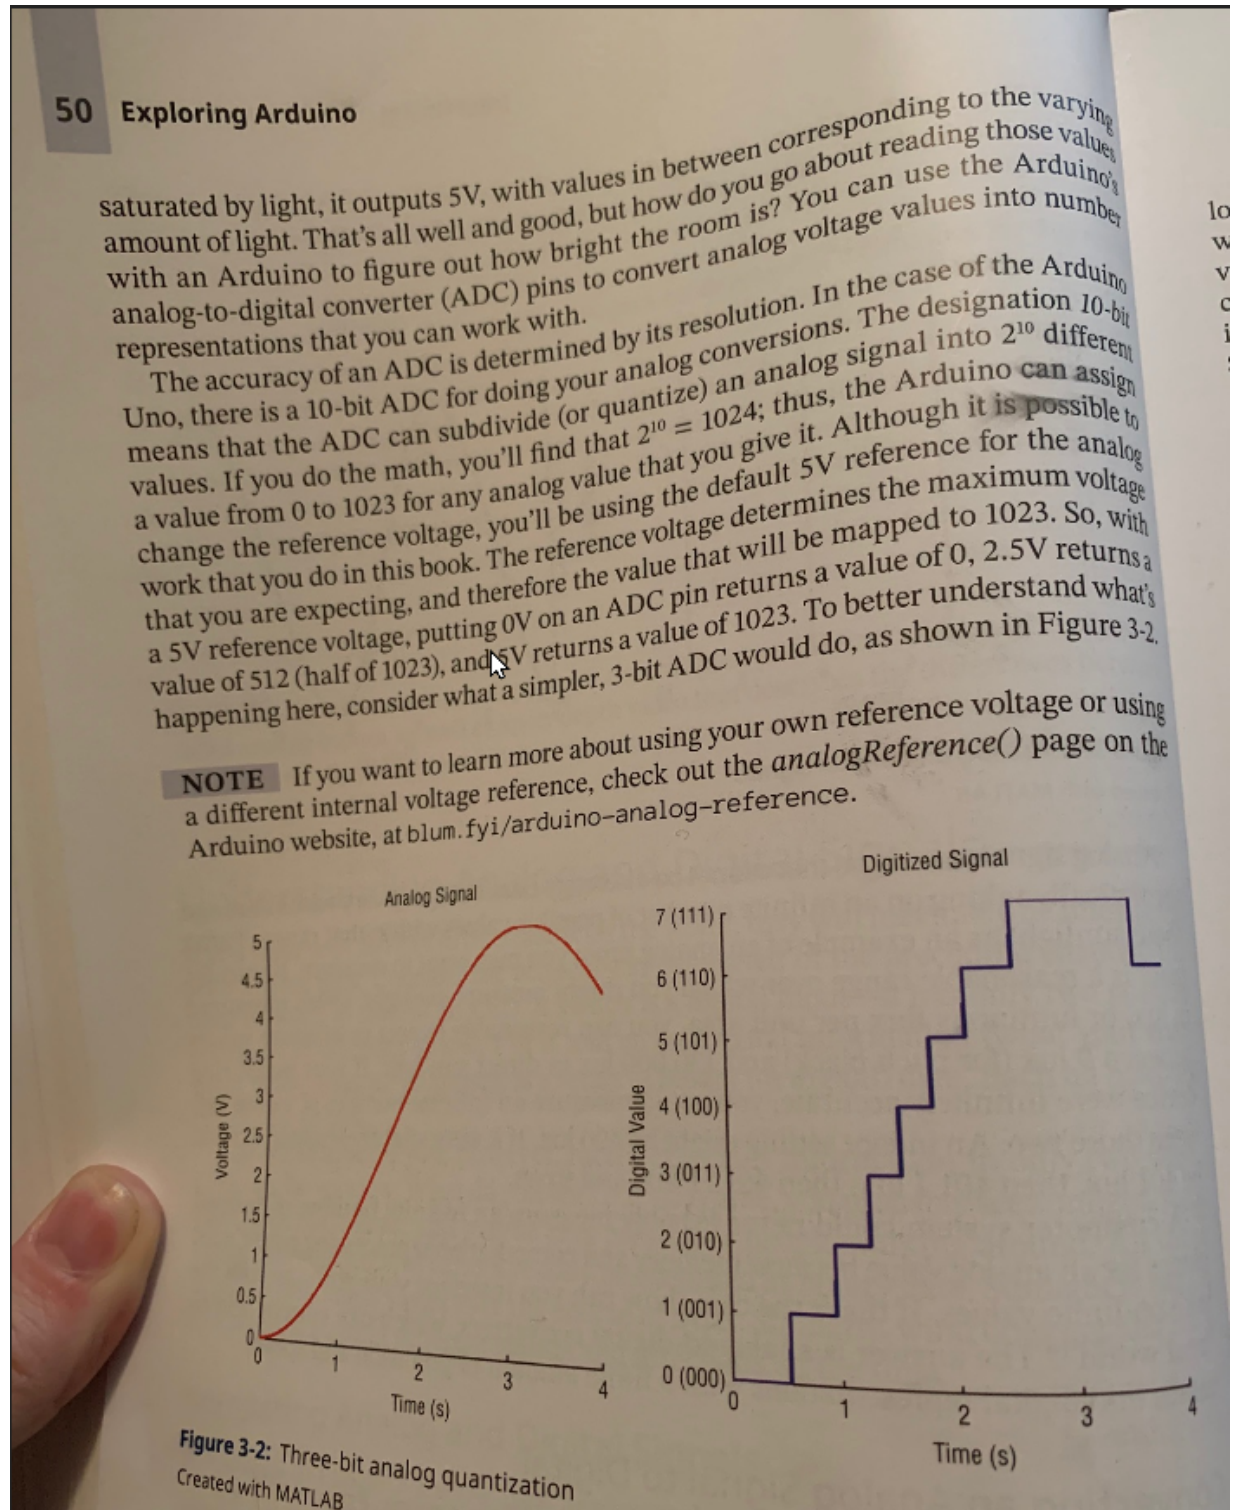 50 Exploring Arduino
saturated by light, it outputs 5V, with values in between corresponding to the varying
amount of light. That's all well and good, but how do you go about reading those values
with an Arduino to figure out how bright the room is? You can use the Arduino's
analog-to-digital converter (ADC) pins to convert analog voltage values into number
representations that you can work with.
The accuracy of an ADC is determined by its resolution. In the case of the Arduino
Uno, there is a 10-bit ADC for doing your analog conversions. The designation 10-bit
means that the ADC can subdivide (or quantize) an analog signal into 2¹⁰ different
values. If you do the math, you'll find that 2¹⁰ = 1024; thus, the Arduino can assign
a value from 0 to 1023 for any analog value that you give it. Although it is possible to
change the reference voltage, you'll be using the default 5V reference for the analog
work that you do in this book. The reference voltage determines the maximum voltage
that you are expecting, and therefore the value that will be mapped to 1023. So, with
a 5V reference voltage, putting 0V on an ADC pin returns a value of 0, 2.5V returns a
value of 512 (half of 1023), and 5V returns a value of 1023. To better understand what's
happening here, consider what a simpler, 3-bit ADC would do, as shown in Figure 3-2.
NOTE If you want to learn more about using your own reference voltage or using
a different internal voltage reference, check out the analogReference() page on the
Arduino website, at blum.fyi/arduino-analog-reference.
Analog Signal
5
4.5
4
3.5
3
2.5
2
1.5
1
0.5
0
Voltage (V)
0 1 2 3 4
Time (s)
Digitized Signal
7 (111)
6 (110)
5 (101)
4 (100)
3 (011)
2 (010)
1 (001)
0 (000)
Digital Value
0 1 2 3 4
Time (s)
Figure 3-2: Three-bit analog quantization
Created with MATLAB
lo
w
v
c
i